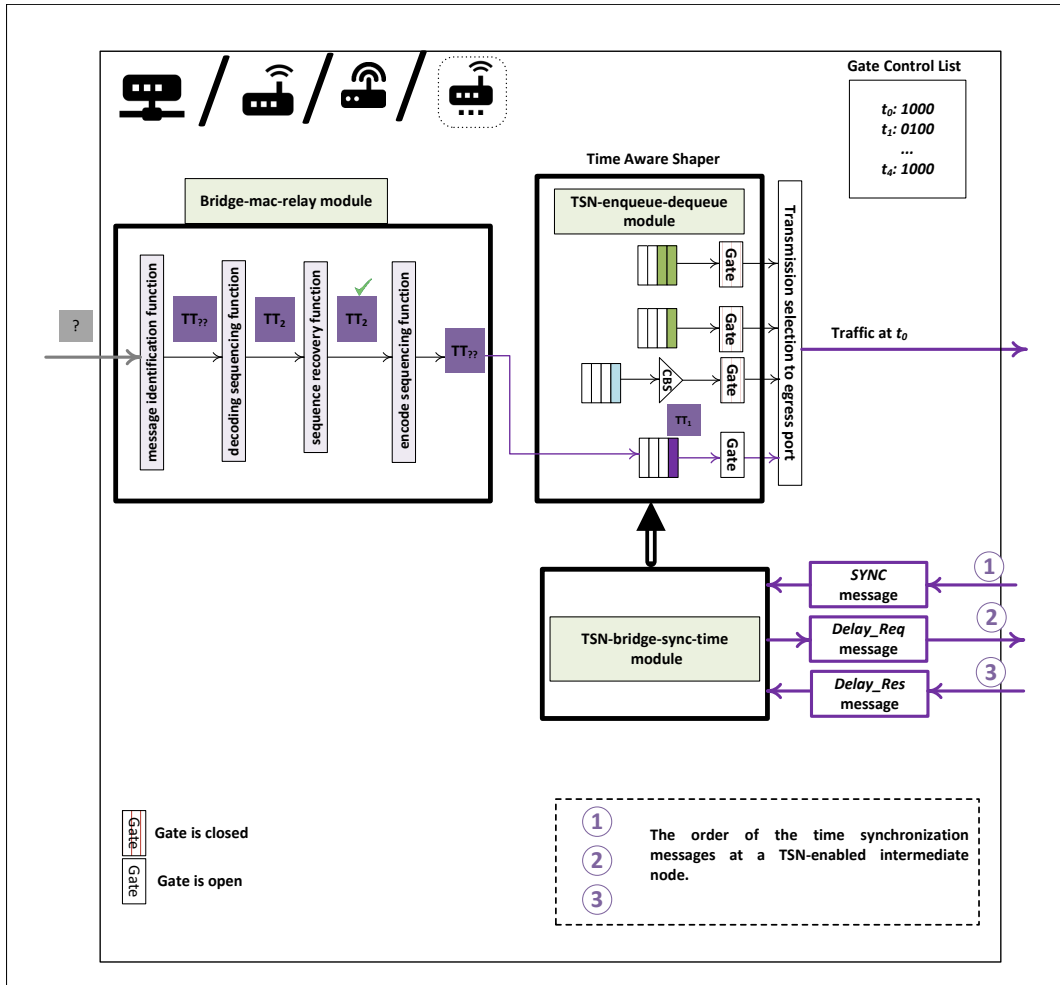 Gate Control List
t0: 1000
t1: 0100
...
t4: 1000
Time Aware Shaper
Bridge-mac-relay module
TSN-enqueue-dequeue
module
?
message identification function
TT??
decoding sequencing function
TT2
sequence recovery function
TT2
encode sequencing function
TT??
Gate
Gate
CBS
Gate
TT1
Gate
Transmission selection to egress port
Traffic at t0
TSN-bridge-sync-time
module
SYNC
message
1
Delay_Req
message
2
Delay_Res
message
3
Gate
Gate is closed
Gate
Gate is open
1
2
3
The order of the time synchronization
messages at a TSN-enabled intermediate
node.